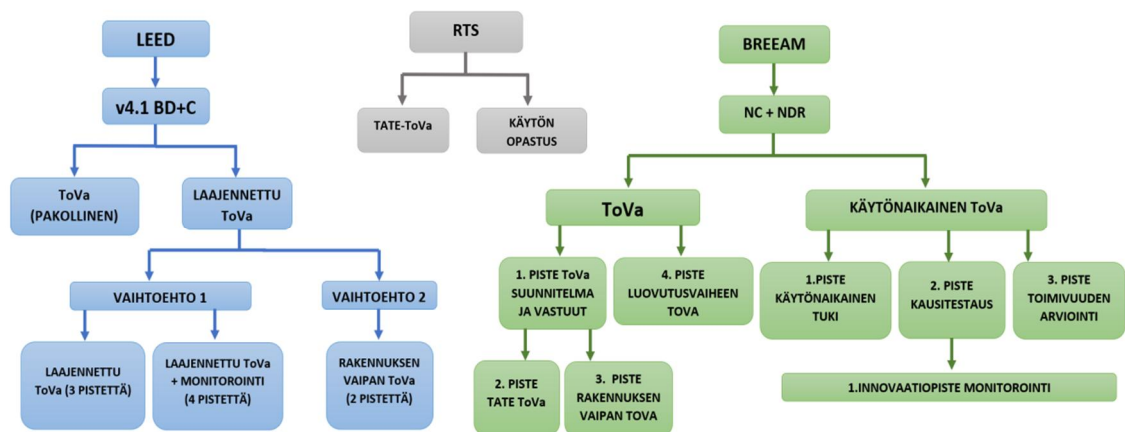 LEED
v4.1 BD+C
ToVa
(PAKOLLINEN)
LAAJENNETTU
ToVa
VAIHTOEHTO 1
VAIHTOEHTO 2
LAAJENNETTU
ToVa (3 PISTETTÄ)
LAAJENNETTU ToVa
+ MONITOROINTI
(4 PISTETTÄ)
RAKENNUKSEN
VAIPAN ToVa
(2 PISTETTÄ)
RTS
TATE-ToVa
KÄYTÖN
OPASTUS
BREEAM
NC + NDR
ToVa
KÄYTÖNAIKAINEN ToVa
1. PISTE ToVa
SUUNNITELMA
JA VASTUUT
4. PISTE
LUOVUTUSVAIHEEN
TOVA
2. PISTE
TATE ToVa
3. PISTE
RAKENNUKSEN
VAIPAN TOVA
1.PISTE
KÄYTÖNAIKAINEN
TUKI
2. PISTE
KAUSITESTAUS
3. PISTE
TOIMIVUUDEN
ARVIOINTI
1.INNOVAATIOPISTE MONITOROINTI